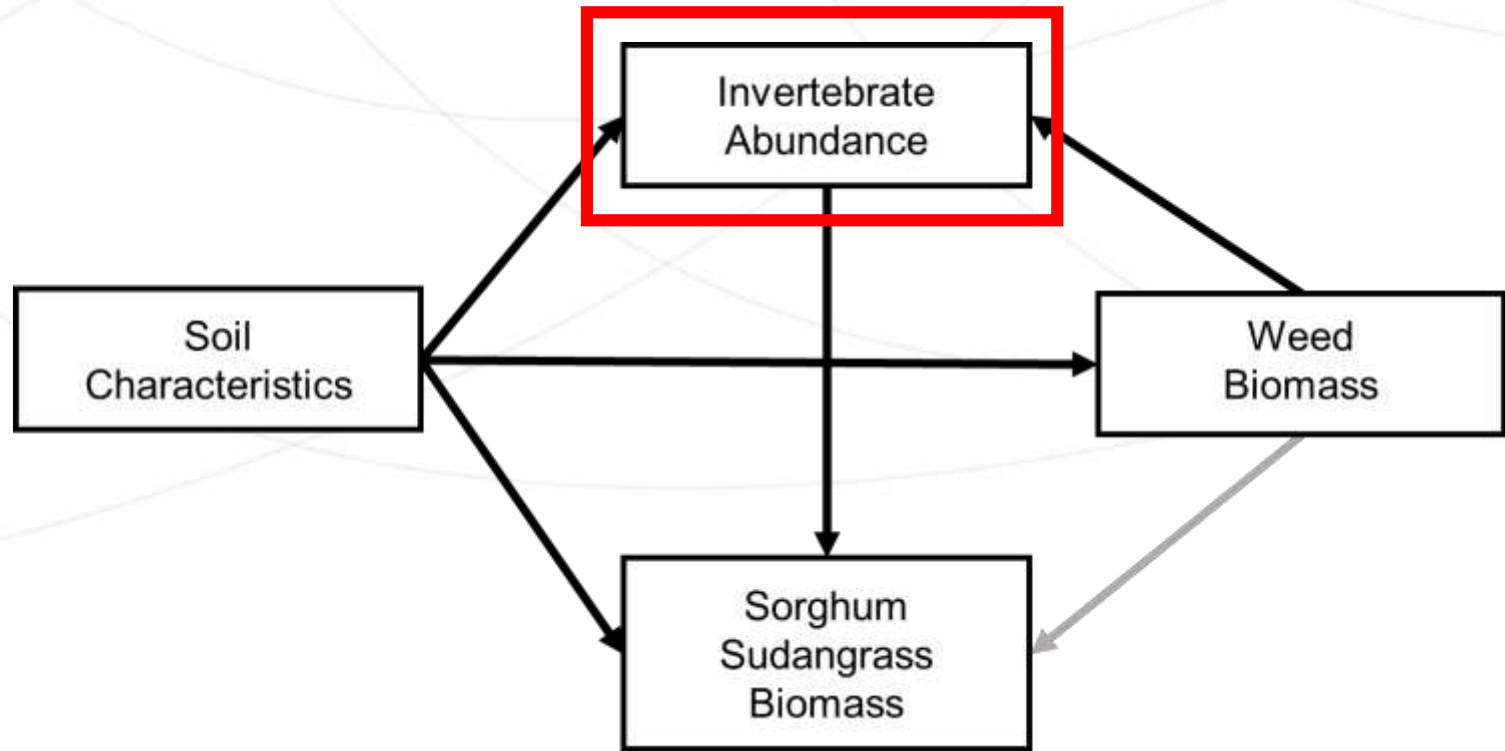 Invertebrate
Abundance
Soil
Characteristics
Weed
Biomass
Sorghum
Sudangrass
Biomass